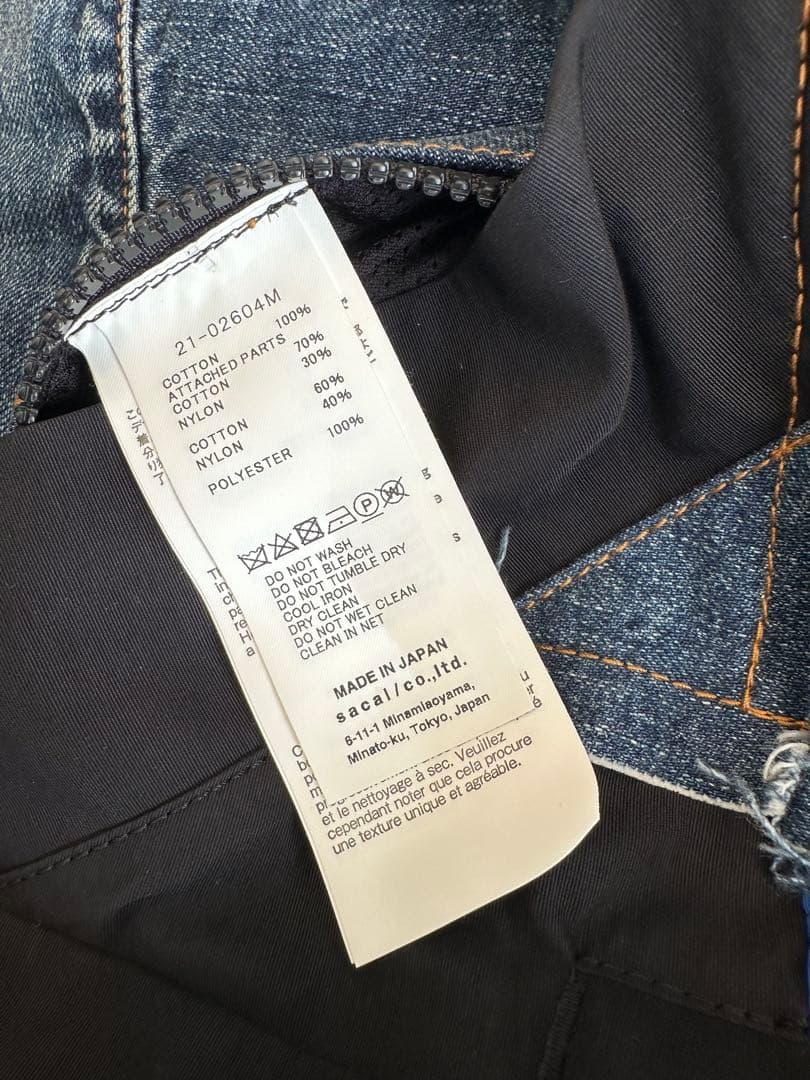 21-02604M
COTTON 100%
ATTACHED PARTS
COTTON 70%
NYLON 30%
COTTON 60%
NYLON 40%
POLYESTER 100%
P W
DO NOT WASH
DO NOT BLEACH
DO NOT TUMBLE DRY
COOL IRON
DRY CLEAN
DO NOT WET CLEAN
CLEAN IN NET
MADE IN JAPAN
sacai/co.,ltd.
6-11-1 Minamiaoyama,
Minato-ku, Tokyo, Japan
et le nettoyage à sec. Veuillez
cependant noter que cela procure
une texture unique et agréable.